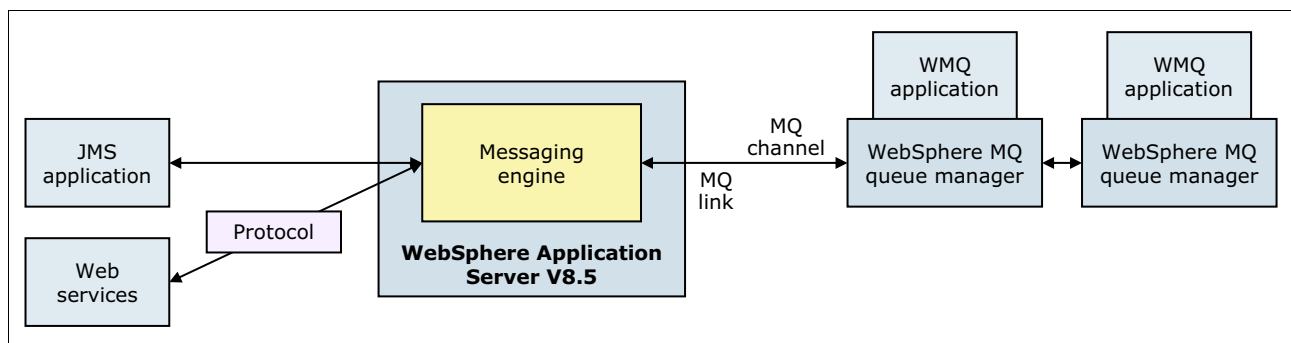 JMS
application
Web
services
Protocol
Messaging
engine
WebSphere Application
Server V8.5
MQ
channel
MQ
link
WMQ
application
WebSphere MQ
queue manager
WMQ
application
WebSphere MQ
queue manager